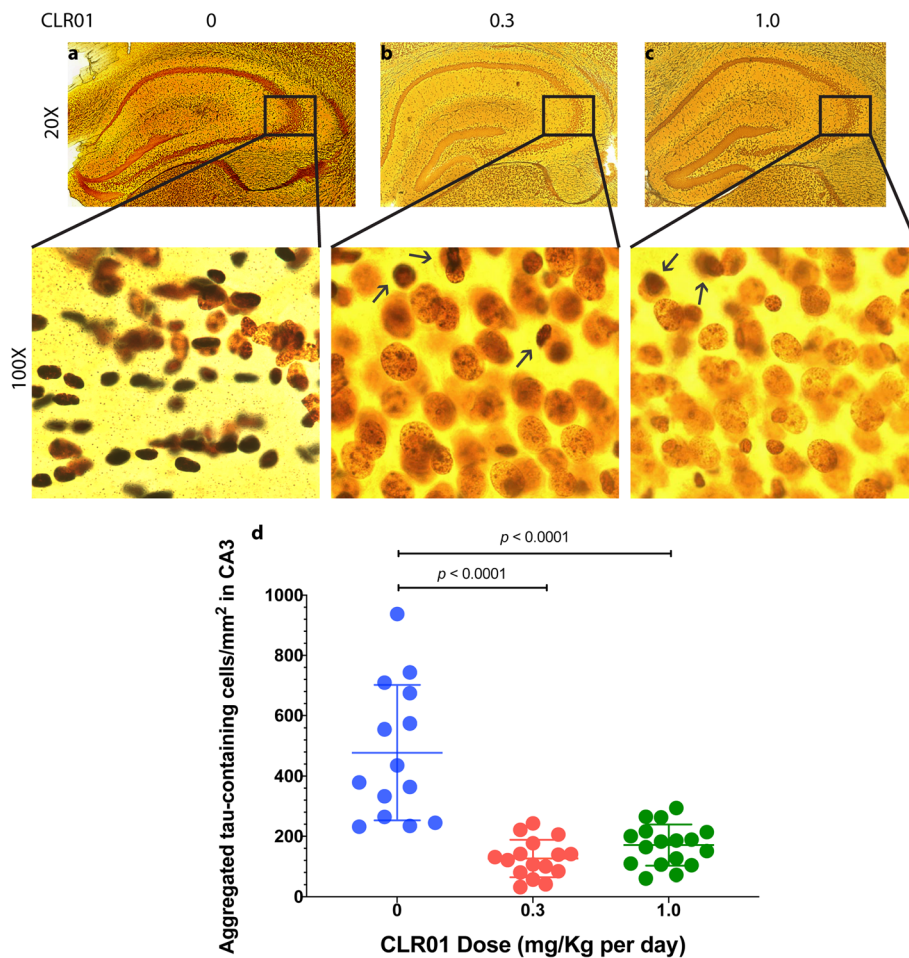 CLR01 0 0.3 1.0
a b c
20X
100X
d
p < 0.0001
p < 0.0001
Aggregated tau-containing cells/mm² in CA3
1000
800
600
400
200
0
0 0.3 1.0
CLR01 Dose (mg/Kg per day)